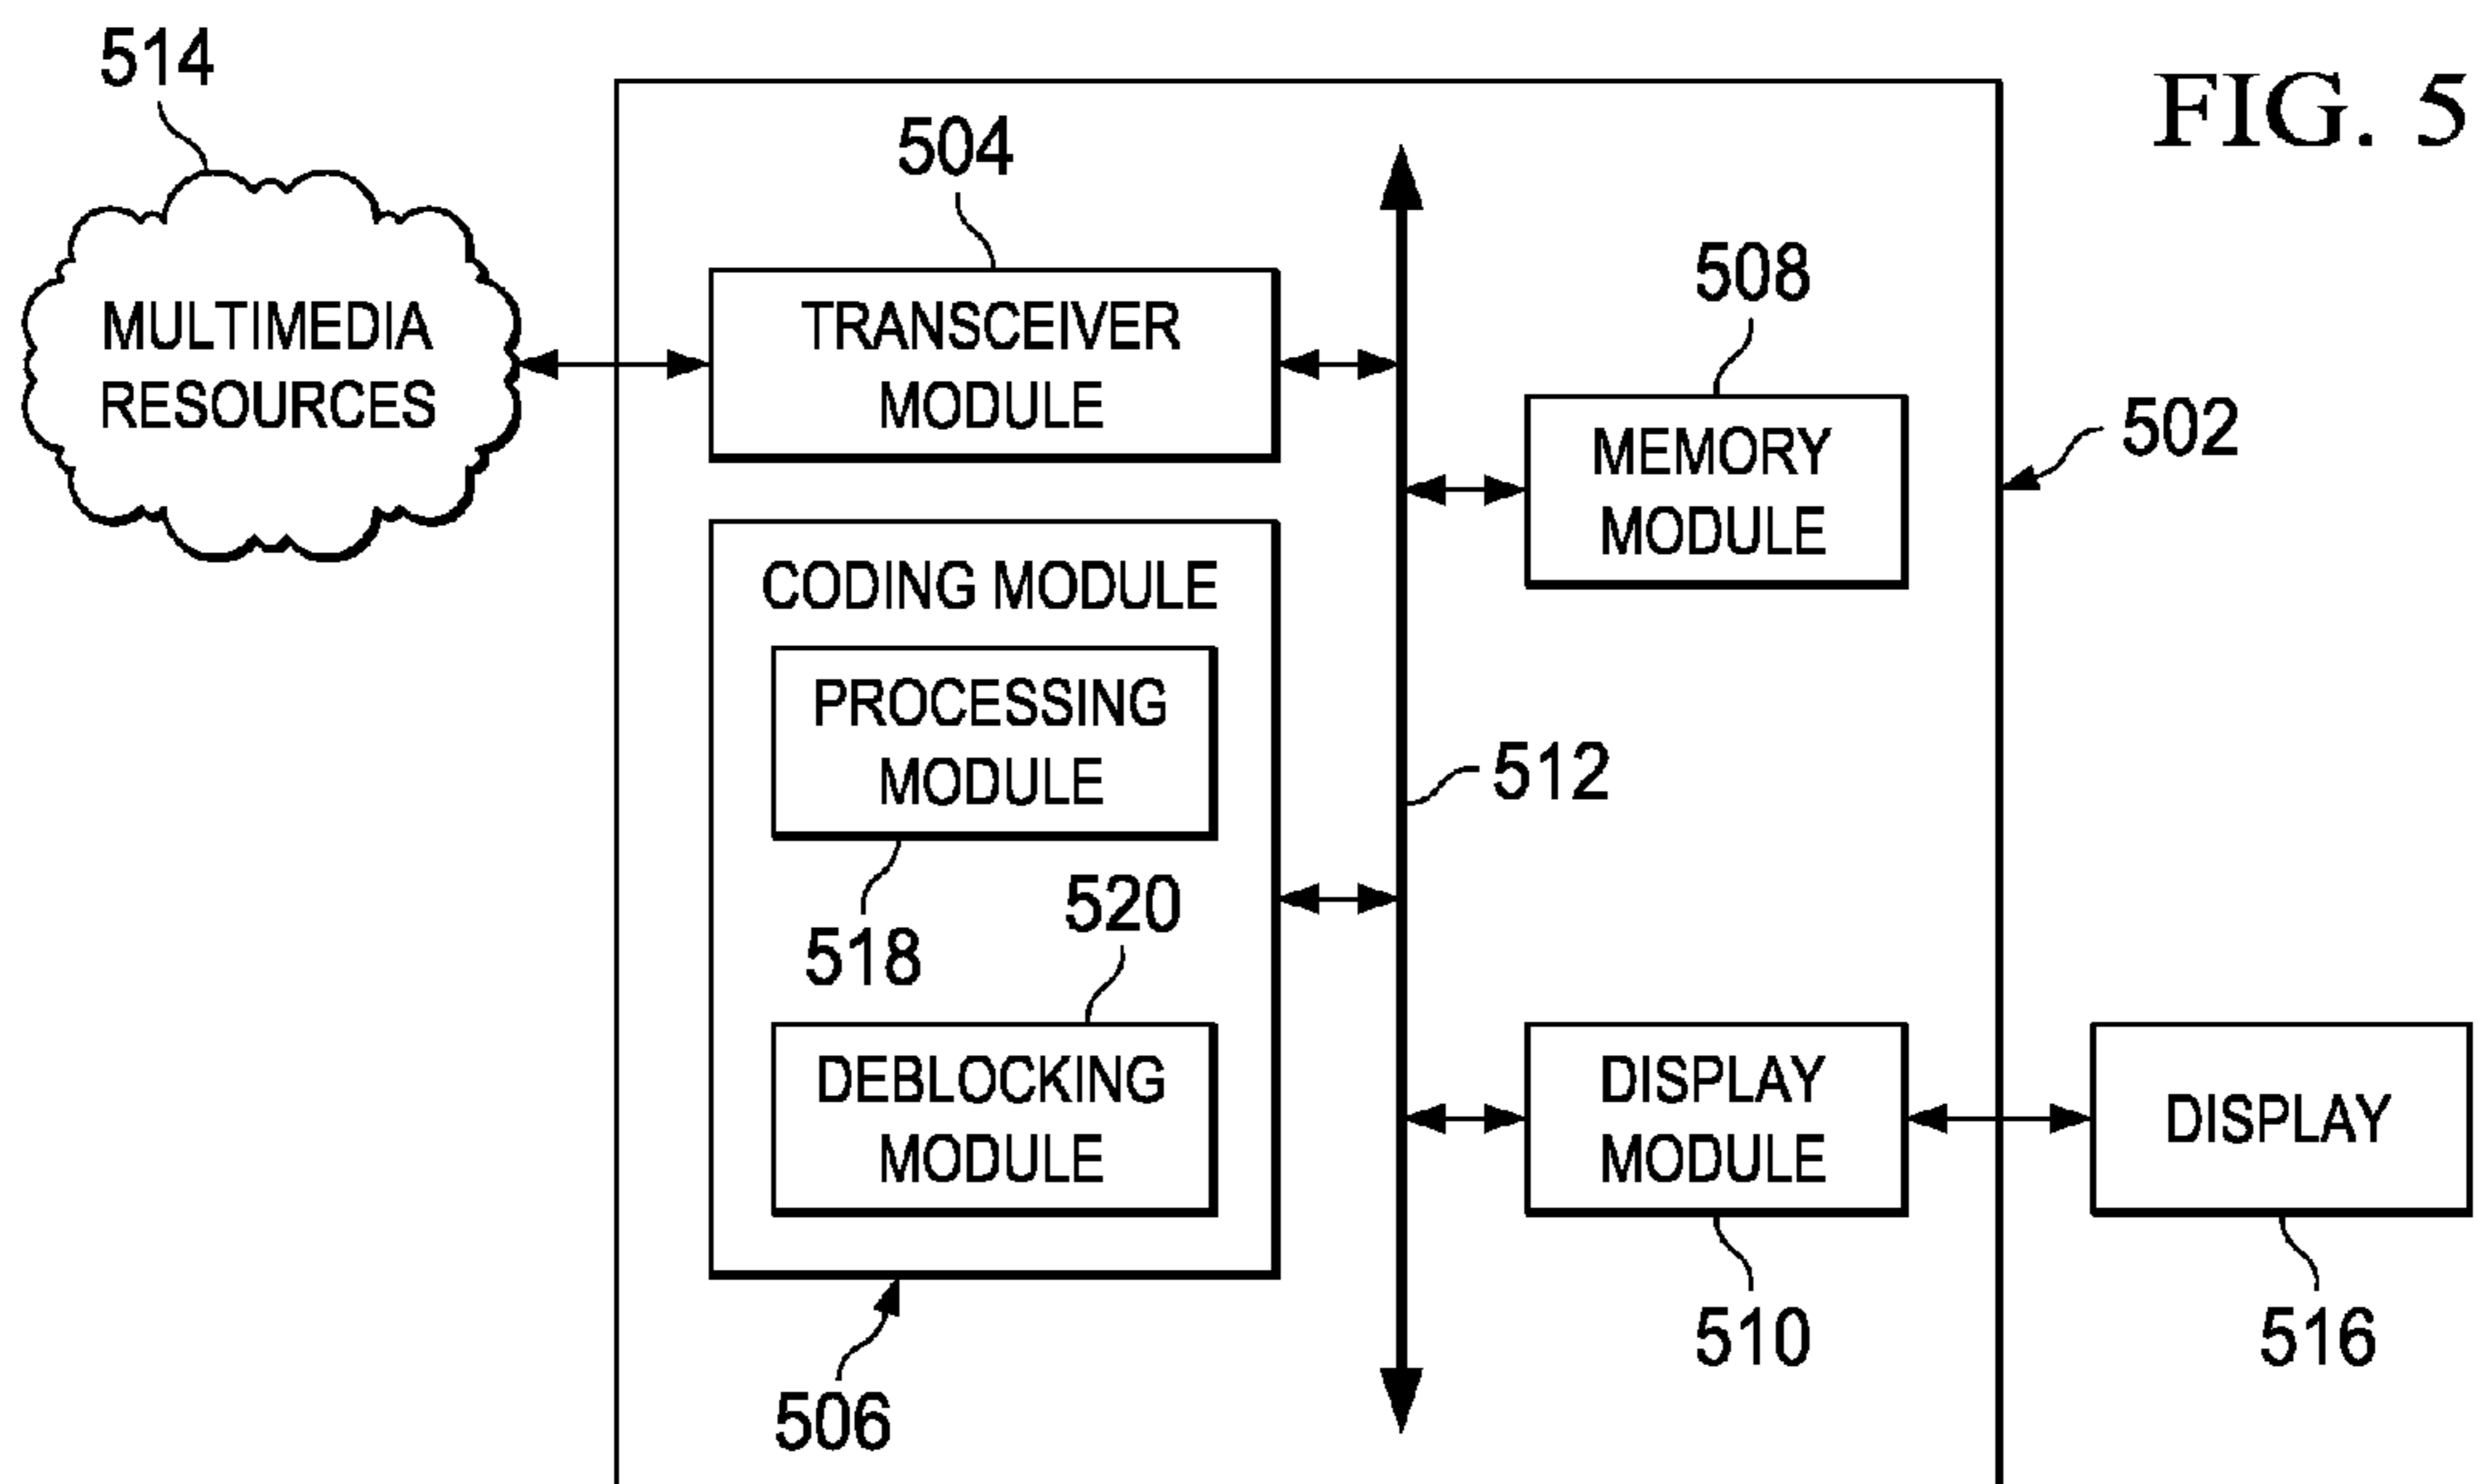 FIG. 5
514
504
TRANSCEIVER
MODULE
MULTIMEDIA
RESOURCES
508
MEMORY
MODULE
502
CODING MODULE
PROCESSING
MODULE
518
512
520
DEBLOCKING
MODULE
DISPLAY
MODULE
DISPLAY
510
516
506